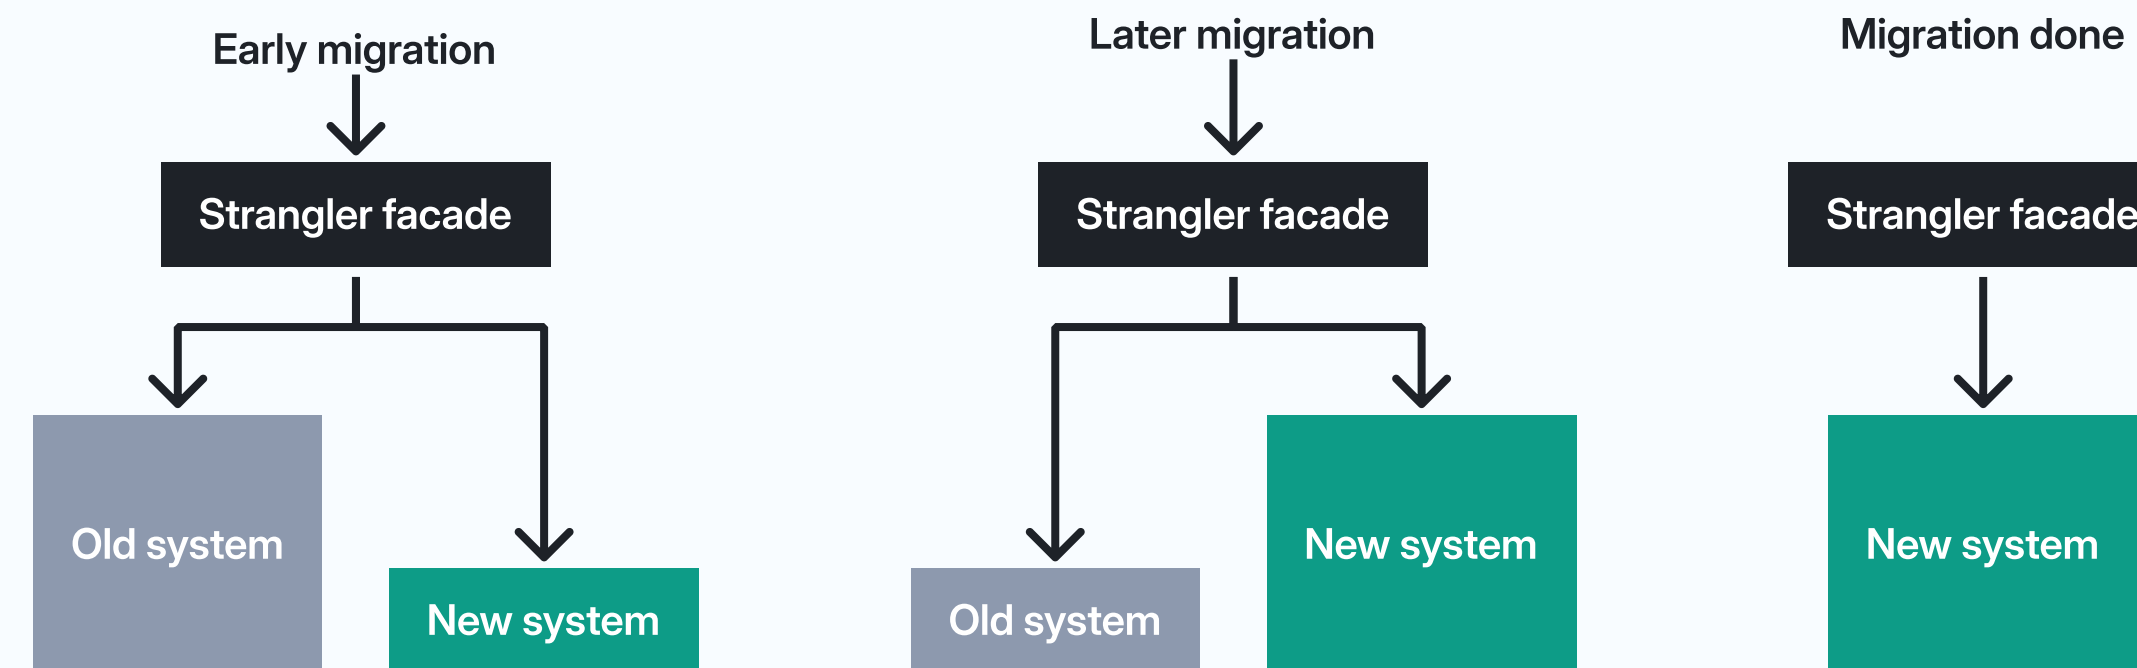 Early migration
Strangler facade
Old system
New system
Later migration
Strangler facade
Old system
New system
Migration done
Strangler facade
New system